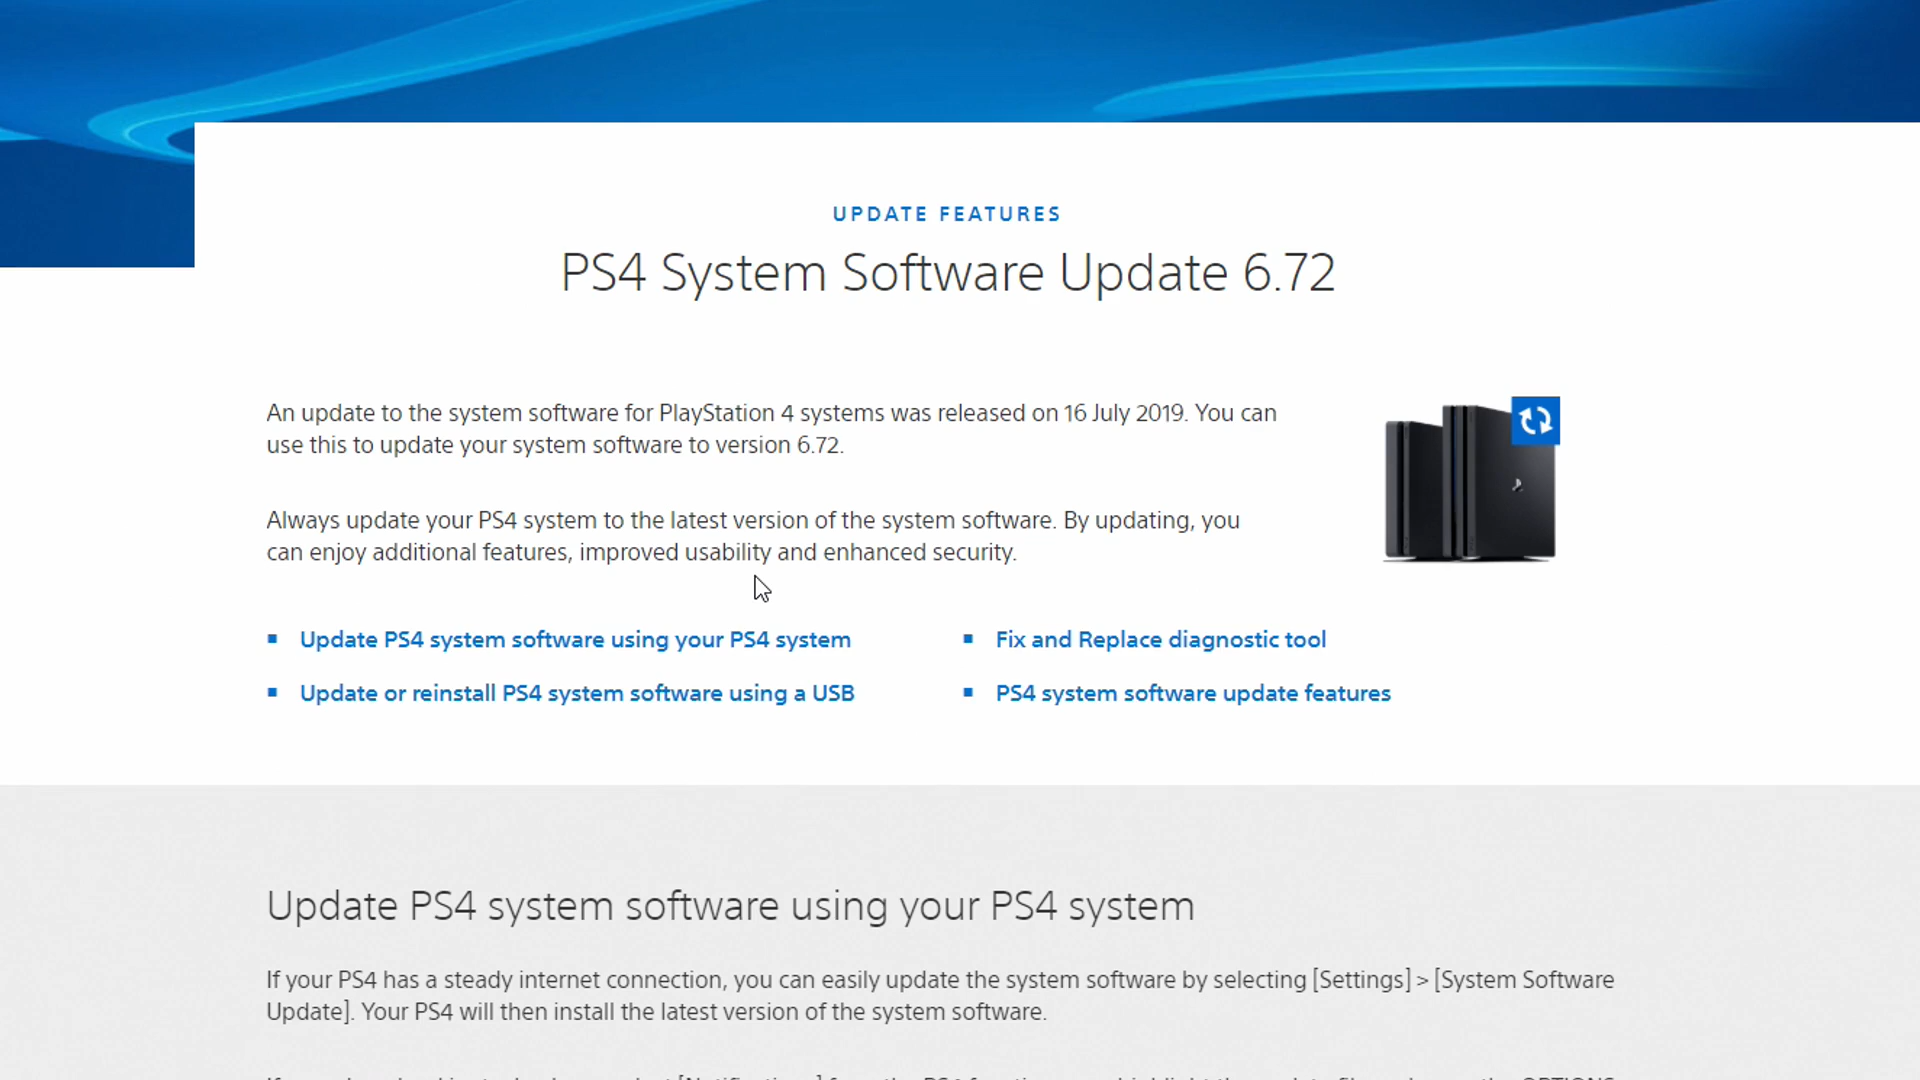 UPDATE FEATURES
PS4 System Software Update 6.72
An update to the system software for PlayStation 4 systems was released on 16 July 2019. You can
use this to update your system software to version 6.72.
Always update your PS4 system to the latest version of the system software. By updating, you
can enjoy additional features, improved usability and enhanced security.
Update PS4 system software using your PS4 system
Fix and Replace diagnostic tool
Update or reinstall PS4 system software using a USB
PS4 system software update features
Update PS4 system software using your PS4 system
If your PS4 has a steady internet connection, you can easily update the system software by selecting [Settings] > [System Software
Update]. Your PS4 will then install the latest version of the system software.